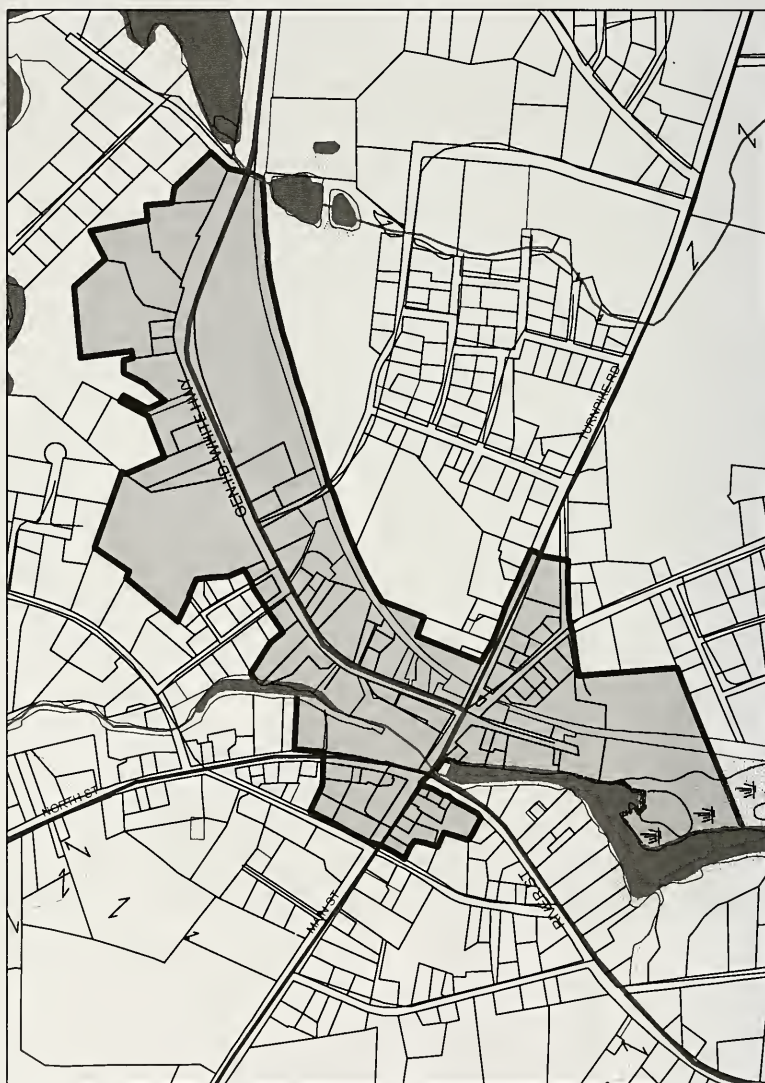 GEN. I.D. WHITE HWY
TURNPIKE RD
NORTH ST
MAIN ST
RIVER ST